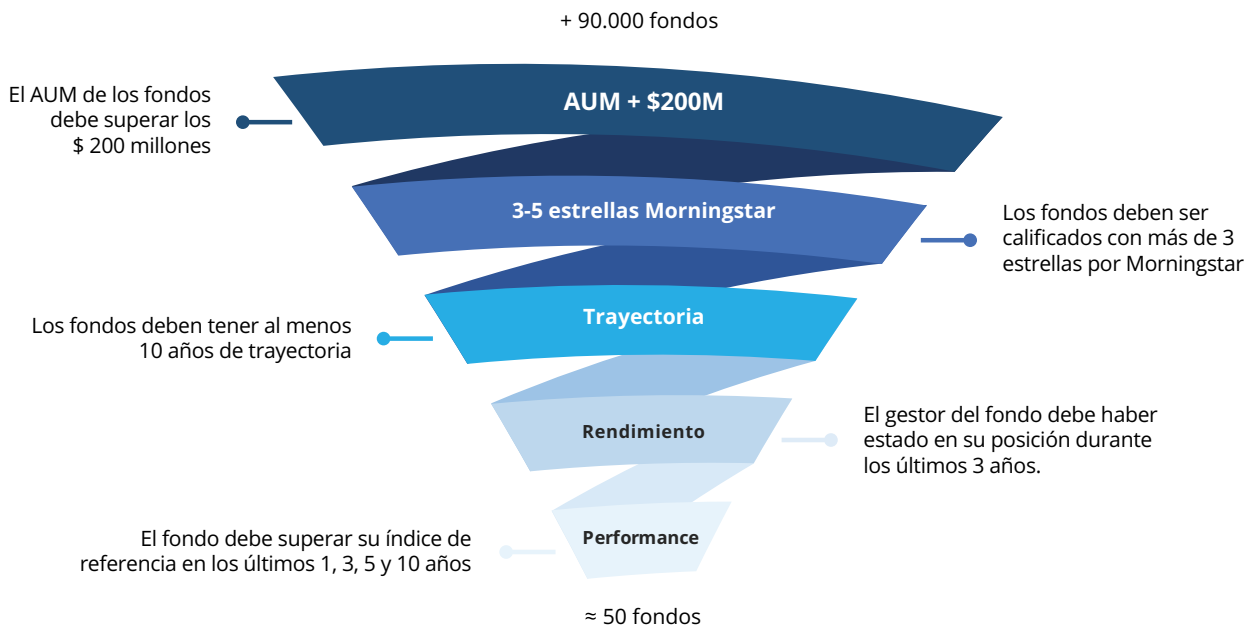 + 90.000 fondos
AUM + $200M
El AUM de los fondos
debe superar los
$ 200 millones
3-5 estrellas Morningstar
Los fondos deben ser
calificados con más de 3
estrellas por Morningstar
Trayectoria
Los fondos deben tener al menos
10 años de trayectoria
Rendimiento
El gestor del fondo debe haber
estado en su posición durante
los últimos 3 años.
Performance
El fondo debe superar su índice de
referencia en los últimos 1, 3, 5 y 10 años
≈ 50 fondos